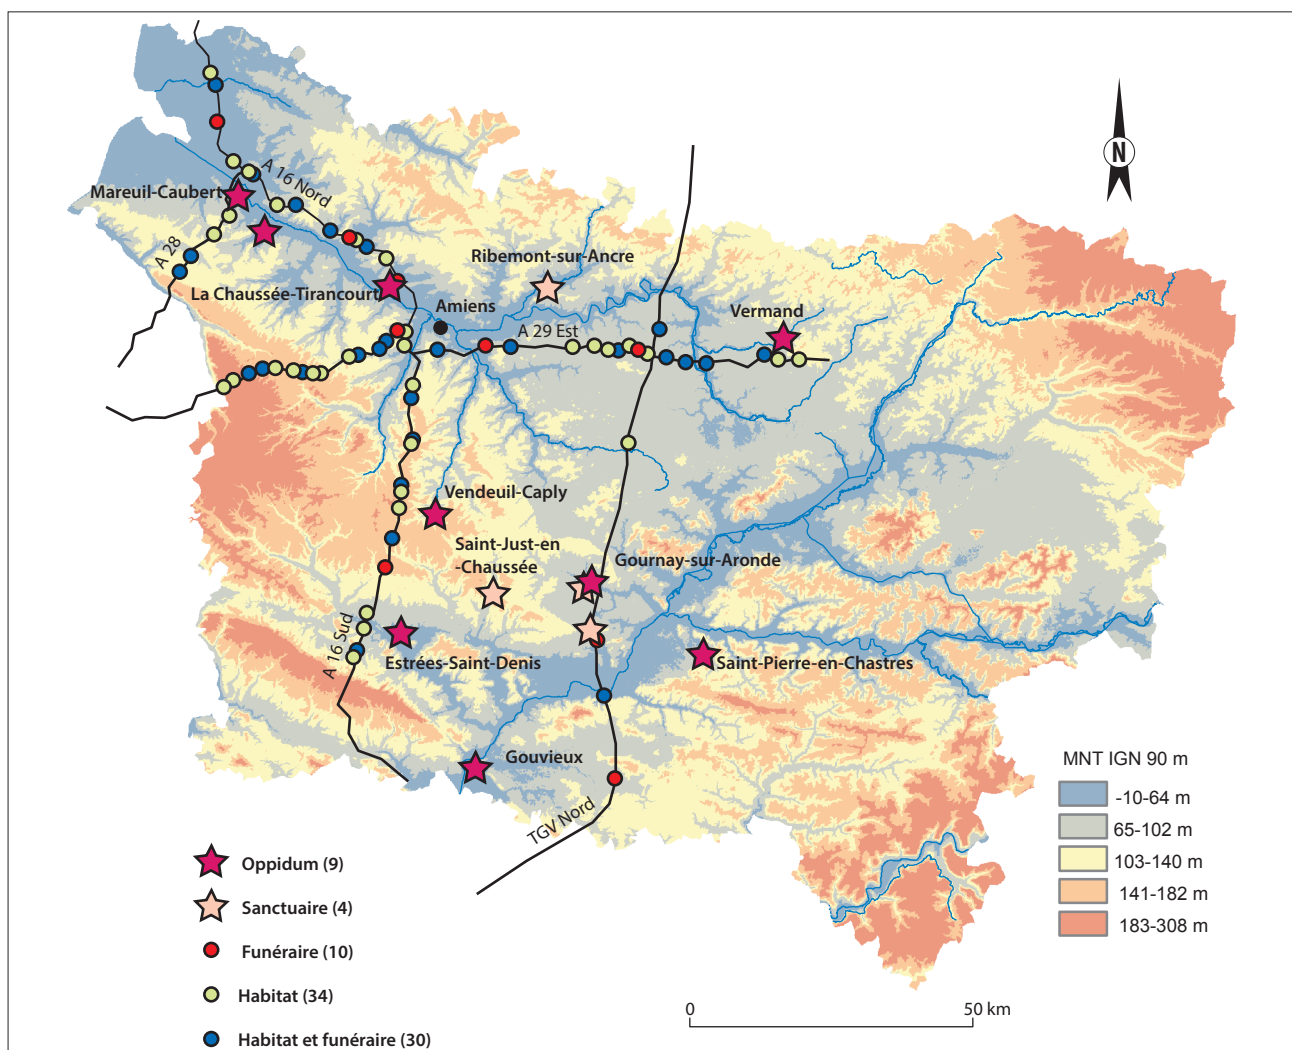 N
A 16 Nord
Mareuil-Caubert
A 28
Ribemont-sur-Ancre
La Chaussée-Tirancourt
Amiens
Vermand
A 29 Est
Vendeuil-Caply
Saint-Just-en
-Chaussée
Gournay-sur-Aronde
A 16 Sud
Estrées-Saint-Denis
Saint-Pierre-en-Chastres
Gouvieux
TGV Nord
MNT IGN 90 m
-10-64 m
65-102 m
103-140 m
141-182 m
183-308 m
Oppidum (9)
Sanctuaire (4)
Funéraire (10)
Habitat (34)
Habitat et funéraire (30)
0
50 km